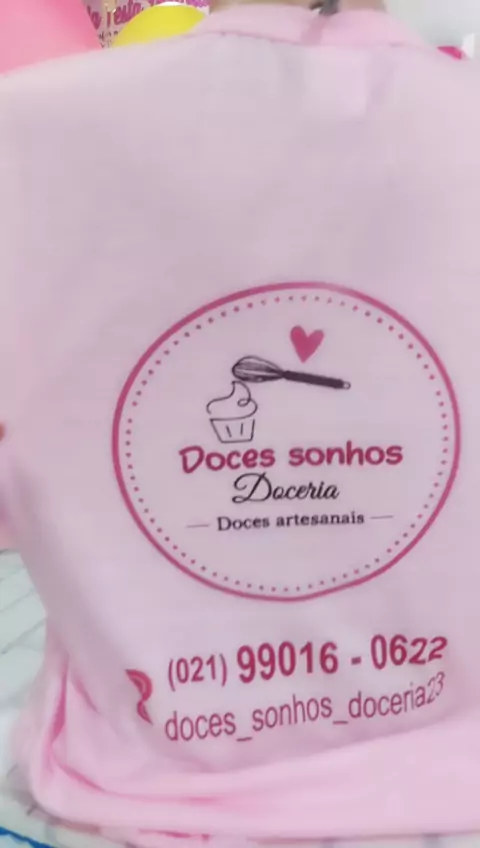 Doces sonhos
Doceria
Doces artesanais
(021) 99016 - 0622
doces_sonhos_doceria23